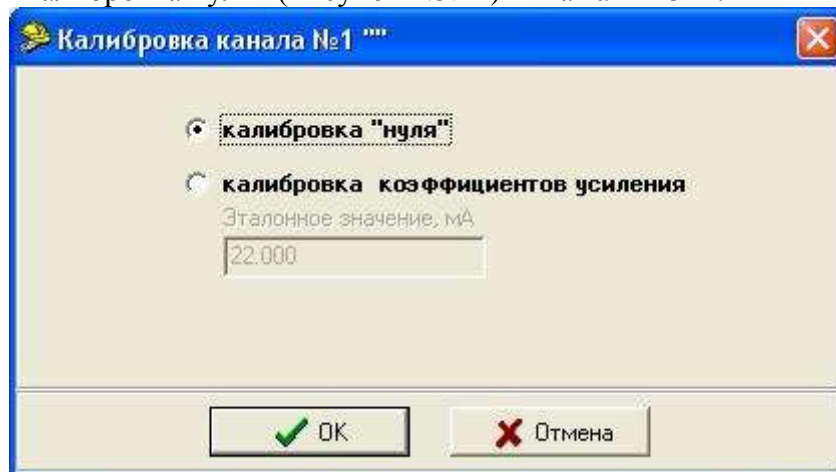 Калибровка канала №1 ""
калибровка "нуля"
калибровка коэффициентов усиления
Эталонное значение, мА
22.000
OK
Отмена